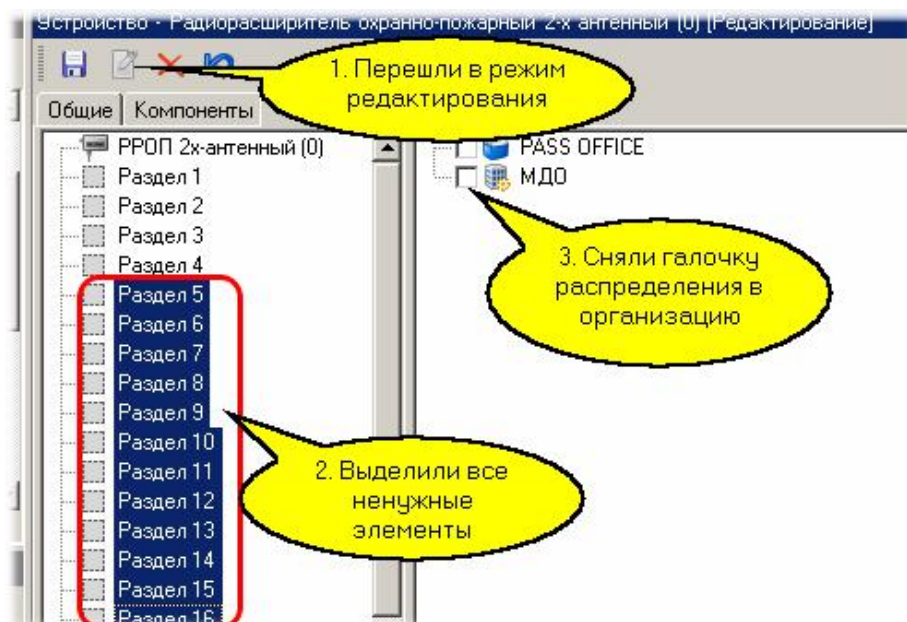 Устройство - Радиорасширитель охранно-пожарный 2-х антенный (0) [Редактирование]
1. Перешли в режим
редактирования
Общие
Компоненты
РРОП 2х-антенный (0)
Раздел 1
Раздел 2
Раздел 3
Раздел 4
Раздел 5
Раздел 6
Раздел 7
Раздел 8
Раздел 9
Раздел 10
Раздел 11
Раздел 12
Раздел 13
Раздел 14
Раздел 15
Раздел 16
PASS OFFICE
МДО
3. Сняли галочку
распределения в
организацию
2. Выделили все
ненужные
элементы